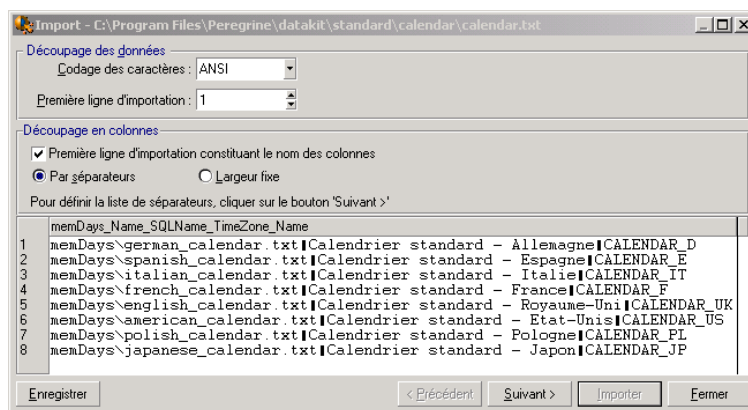 Import - C:\Program Files\Peregrine\datakit\standard\calendar\calendar.txt
Découpage des données
Codage des caractères : ANSI
Première ligne d'importation : 1
Découpage en colonnes
Première ligne d'importation constituant le nom des colonnes
Par séparateurs Largeur fixe
Pour définir la liste de séparateurs, cliquer sur le bouton 'Suivant >'
memDays_Name_SQLName_TimeZone_Name
1 memDays\german_calendar.txt|Calendrier standard - Allemagne|CALENDAR_D
2 memDays\spanish_calendar.txt|Calendrier standard - Espagne|CALENDAR_E
3 memDays\italian_calendar.txt|Calendrier standard - Italie|CALENDAR_IT
4 memDays\french_calendar.txt|Calendrier standard - France|CALENDAR_F
5 memDays\english_calendar.txt|Calendrier standard - Royaume-Uni|CALENDAR_UK
6 memDays\american_calendar.txt|Calendrier standard - Etat-Unis|CALENDAR_US
7 memDays\polish_calendar.txt|Calendrier standard - Pologne|CALENDAR_PL
8 memDays\japanese_calendar.txt|Calendrier standard - Japon|CALENDAR_JP
Enregistrer < Précédent Suivant > Importer Fermer